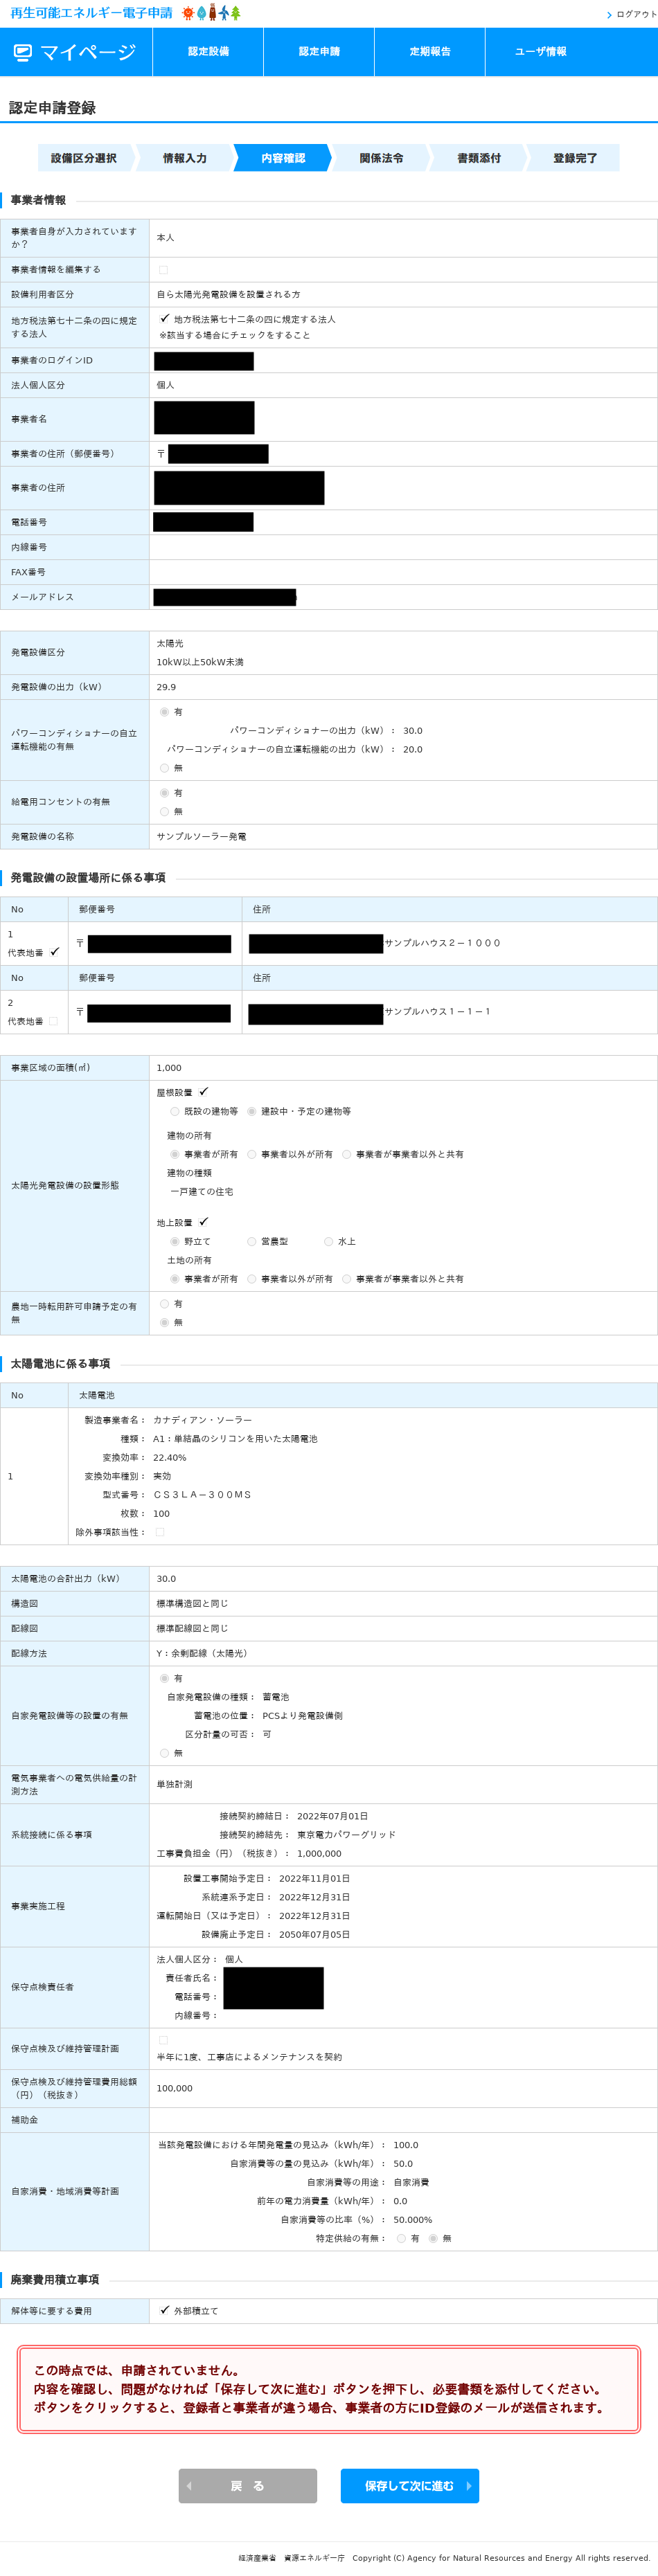 再生可能エネルギー電子申請
ログアウト
マイページ
認定設備
認定申請
定期報告
ユーザ情報
認定申請登録
設備区分選択
情報入力
内容確認
関係法令
書類添付
登録完了
事業者情報
事業者自身が入力されていますか？
本人
事業者情報を編集する
設備利用者区分
自ら太陽光発電設備を設置される方
地方税法第七十二条の四に規定する法人
地方税法第七十二条の四に規定する法人
※該当する場合にチェックをすること
事業者のログインID
法人個人区分
個人
事業者名
事業者の住所（郵便番号）
〒
事業者の住所
電話番号
内線番号
FAX番号
メールアドレス
発電設備区分
太陽光
10kW以上50kW未満
発電設備の出力（kW）
29.9
パワーコンディショナーの自立運転機能の有無
有
パワーコンディショナーの出力（kW）： 30.0
パワーコンディショナーの自立運転機能の出力（kW）： 20.0
無
給電用コンセントの有無
有
無
発電設備の名称
サンプルソーラー発電
発電設備の設置場所に係る事項
No 郵便番号 住所
1
代表地番
〒
サンプルハウス２－１０００
No 郵便番号 住所
2
代表地番
〒
サンプルハウス１－１－１
事業区域の面積(㎡)
1,000
太陽光発電設備の設置形態
屋根設置
既設の建物等 建設中・予定の建物等
建物の所有
事業者が所有 事業者以外が所有 事業者が事業者以外と共有
建物の種類
一戸建ての住宅
地上設置
野立て 営農型 水上
土地の所有
事業者が所有 事業者以外が所有 事業者が事業者以外と共有
農地一時転用許可申請予定の有無
有
無
太陽電池に係る事項
No 太陽電池
1
製造事業者名： カナディアン・ソーラー
種類： A1：単結晶のシリコンを用いた太陽電池
変換効率： 22.40%
変換効率種別： 実効
型式番号： ＣＳ３ＬＡ－３００ＭＳ
枚数： 100
除外事項該当性：
太陽電池の合計出力（kW）
30.0
構造図
標準構造図と同じ
配線図
標準配線図と同じ
配線方法
Y：余剰配線（太陽光）
自家発電設備等の設置の有無
有
自家発電設備の種類： 蓄電池
蓄電池の位置： PCSより発電設備側
区分計量の可否： 可
無
電気事業者への電気供給量の計測方法
単独計測
系統接続に係る事項
接続契約締結日： 2022年07月01日
接続契約締結先： 東京電力パワーグリッド
工事費負担金（円）（税抜き）： 1,000,000
事業実施工程
設置工事開始予定日： 2022年11月01日
系統連系予定日： 2022年12月31日
運転開始日（又は予定日）： 2022年12月31日
設備廃止予定日： 2050年07月05日
保守点検責任者
法人個人区分： 個人
責任者氏名：
電話番号：
内線番号：
保守点検及び維持管理計画
半年に1度、工事店によるメンテナンスを契約
保守点検及び維持管理費用総額（円）（税抜き）
100,000
補助金
自家消費・地域消費等計画
当該発電設備における年間発電量の見込み（kWh/年）： 100.0
自家消費等の量の見込み（kWh/年）： 50.0
自家消費等の用途： 自家消費
前年の電力消費量（kWh/年）： 0.0
自家消費等の比率（%）： 50.000%
特定供給の有無： 有 無
廃棄費用積立事項
解体等に要する費用
外部積立て
この時点では、申請されていません。
内容を確認し、問題がなければ「保存して次に進む」ボタンを押下し、必要書類を添付してください。
ボタンをクリックすると、登録者と事業者が違う場合、事業者の方にID登録のメールが送信されます。
戻 る
保存して次に進む
経済産業省 資源エネルギー庁 Copyright (C) Agency for Natural Resources and Energy All rights reserved.